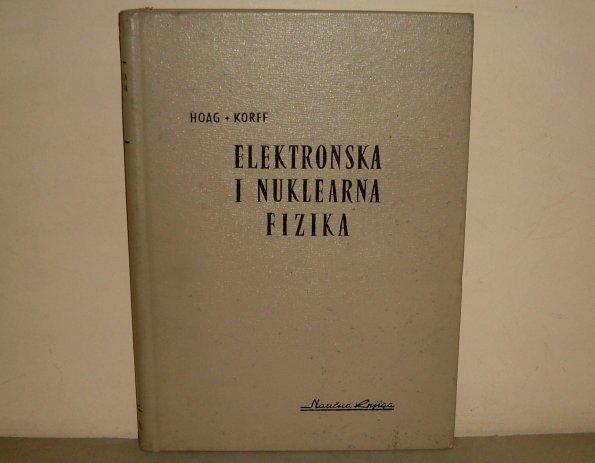 HOAG + KORFF
ELEKTRONSKA
I NUKLEARNA
FIZIKA
Naučna Knjiga